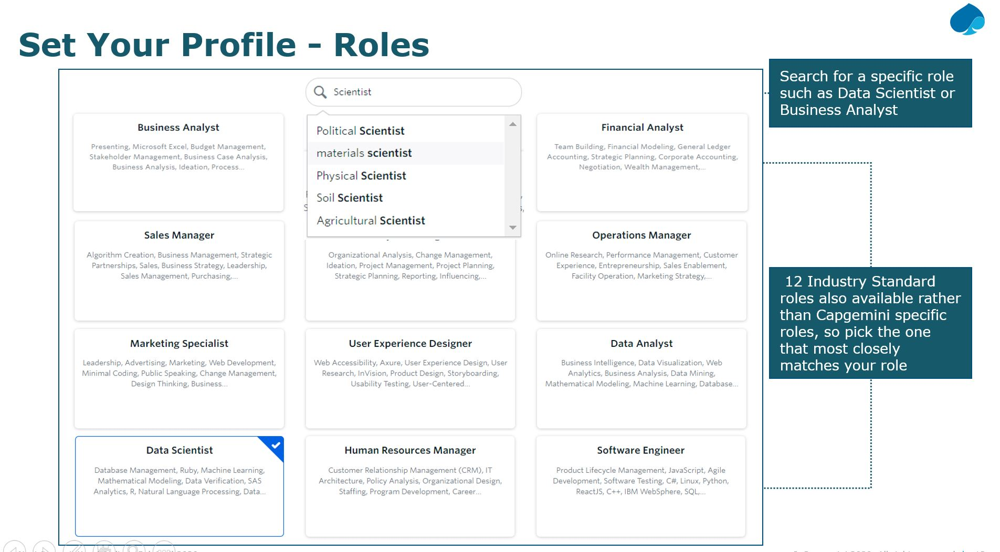 Set Your Profile - Roles
Scientist
Search for a specific role
such as Data Scientist or
Business Analyst
Business Analyst
Presenting, Microsoft Excel, Budget Management,
Stakeholder Management, Business Case Analysis,
Business Analysis, Ideation, Process...
Political Scientist
materials scientist
Physical Scientist
Soil Scientist
Agricultural Scientist
Financial Analyst
Team Building, Financial Modeling, General Ledger
Accounting, Strategic Planning, Corporate Accounting,
Negotiation, Wealth Management,...
Sales Manager
Algorithm Creation, Business Management, Strategic
Partnerships, Sales, Business Strategy, Leadership,
Sales Management, Purchasing,...
Organizational Analysis, Change Management,
Ideation, Project Management, Project Planning,
Strategic Planning, Reporting, Influencing,...
Operations Manager
Online Research, Performance Management, Customer
Experience, Entrepreneurship, Sales Enablement,
Facility Operation, Marketing Strategy,...
12 Industry Standard
roles also available rather
than Capgemini specific
roles, so pick the one
that most closely
matches your role
Marketing Specialist
Leadership, Advertising, Marketing, Web Development,
Minimal Coding, Public Speaking, Change Management,
Design Thinking, Business...
User Experience Designer
Web Accessibility, Axure, User Experience Design, User
Research, InVision, Product Design, Storyboarding,
Usability Testing, User-Centered...
Data Analyst
Business Intelligence, Data Visualization, Web
Analytics, Business Analysis, Data Mining,
Mathematical Modeling, Machine Learning, Database...
Data Scientist
Database Management, Ruby, Machine Learning,
Mathematical Modeling, Data Verification, SAS
Analytics, R, Natural Language Processing, Data...
Human Resources Manager
Customer Relationship Management (CRM), IT
Architecture, Policy Analysis, Organizational Design,
Staffing, Program Development, Career...
Software Engineer
Product Lifecycle Management, JavaScript, Agile
Development, Software Testing, C#, Linux, Python,
ReactJS, C++, IBM WebSphere, SQL,...